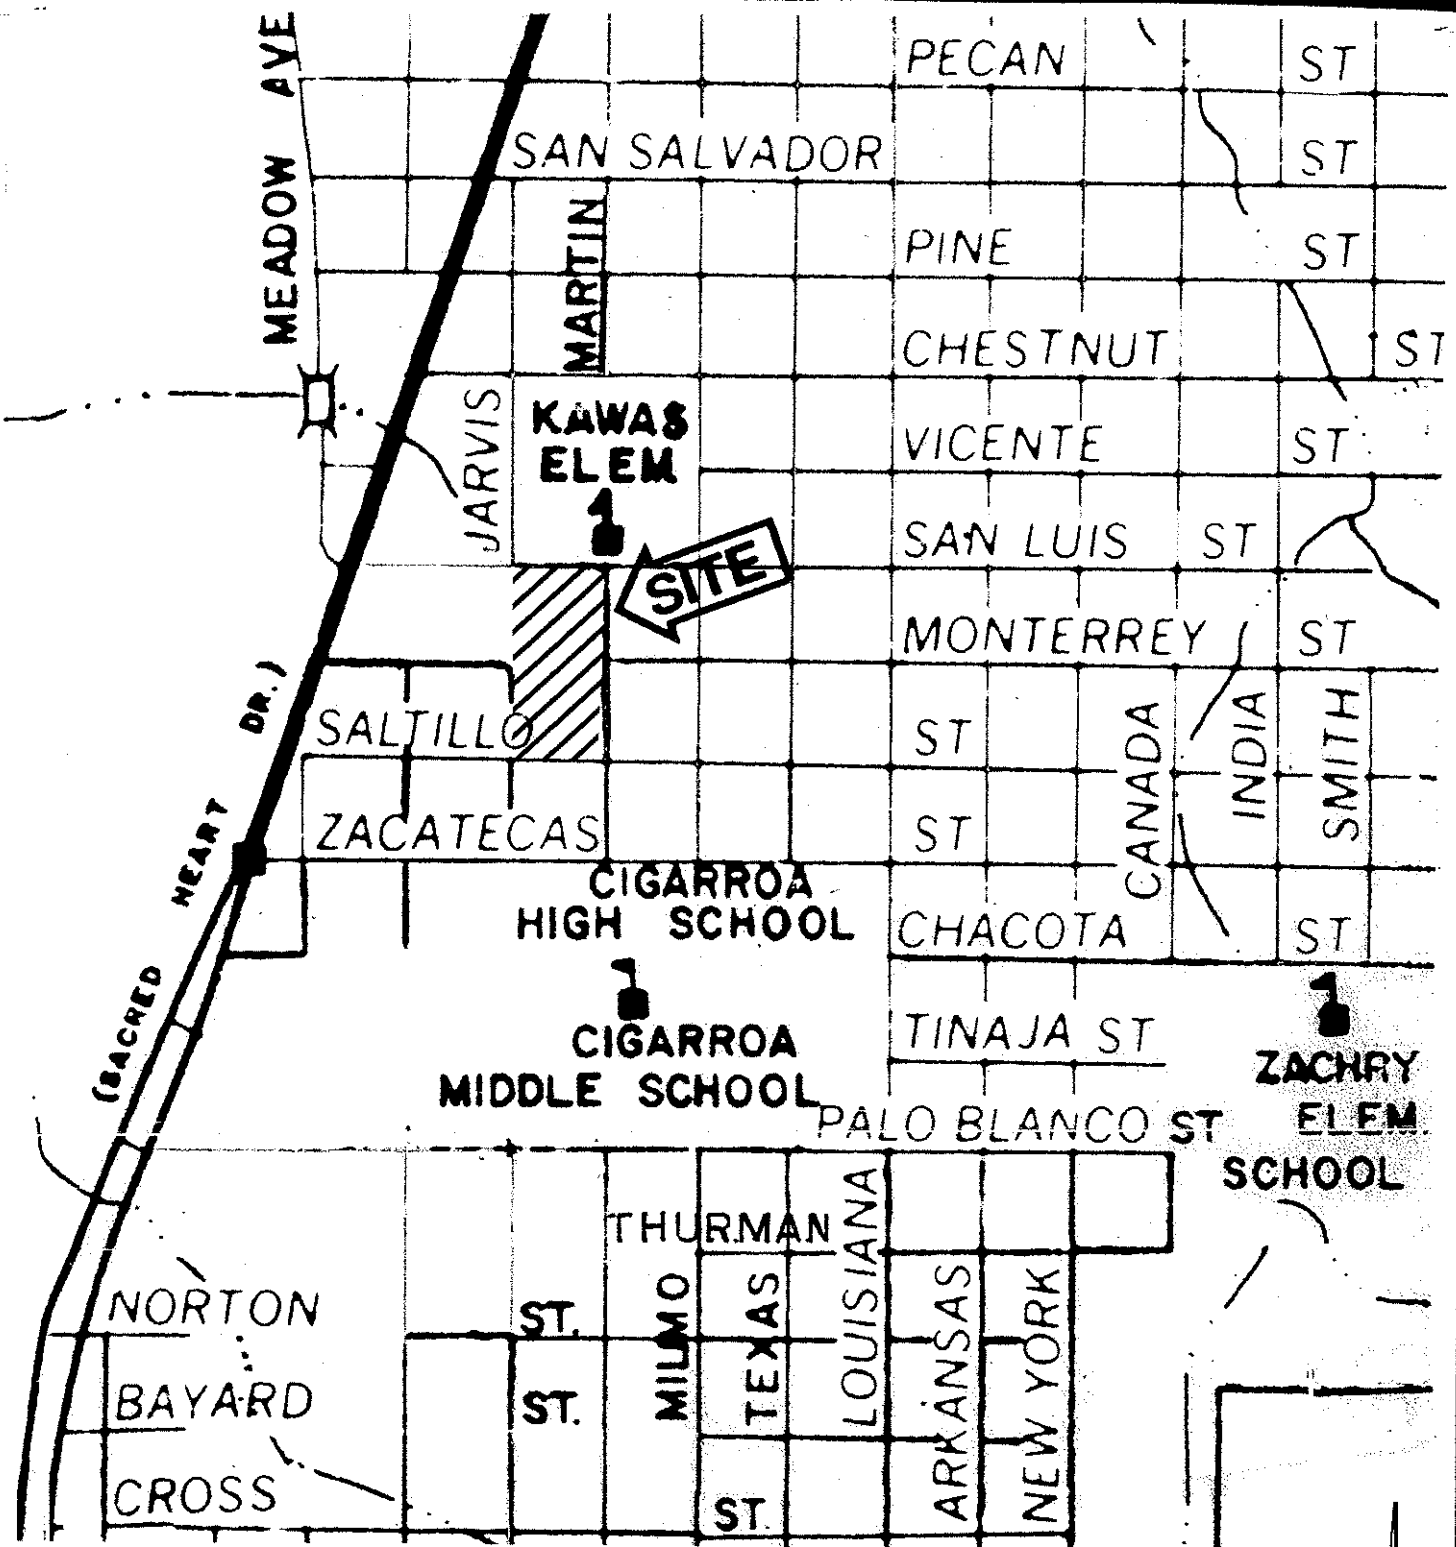 MEADOW AVE
PECAN ST
SAN SALVADOR ST
MARTIN
PINE ST
CHESTNUT ST
JARVIS
KAWAS
ELEM
VICENTE ST
SAN LUIS ST
SITE
MONTERREY ST
SALTILLO ST
CANADA
INDIA
SMITH
ZACATECAS ST
(SACRED HEART DR.)
CIGARROA
HIGH SCHOOL
CHACOTA ST
CIGARROA
MIDDLE SCHOOL
TINAJA ST
ZACHRY
ELEM.
SCHOOL
PALO BLANCO ST
THURMAN
NORTON ST.
MILMO
TEXAS
LOUISIANA
ARKANSAS
NEW YORK
BAYARD ST.
CROSS ST